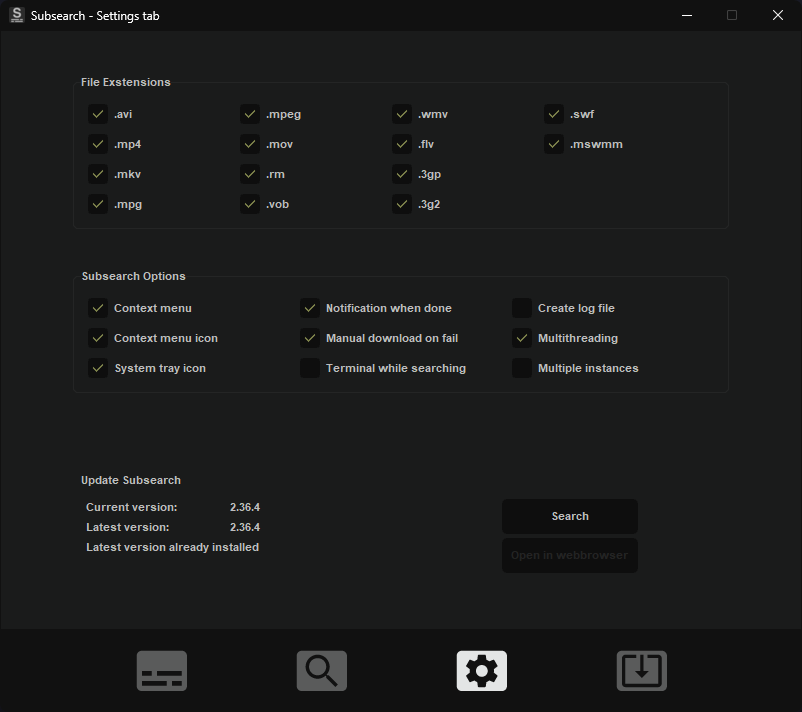 Subsearch - Settings tab
File Exstensions
.avi .mpeg .wmv .swf
.mp4 .mov .flv .mswmm
.mkv .rm .3gp
.mpg .vob .3g2
Subsearch Options
Context menu Notification when done Create log file
Context menu icon Manual download on fail Multithreading
System tray icon Terminal while searching Multiple instances
Update Subsearch
Current version: 2.36.4
Latest version: 2.36.4
Latest version already installed
Search
Open in webbrowser